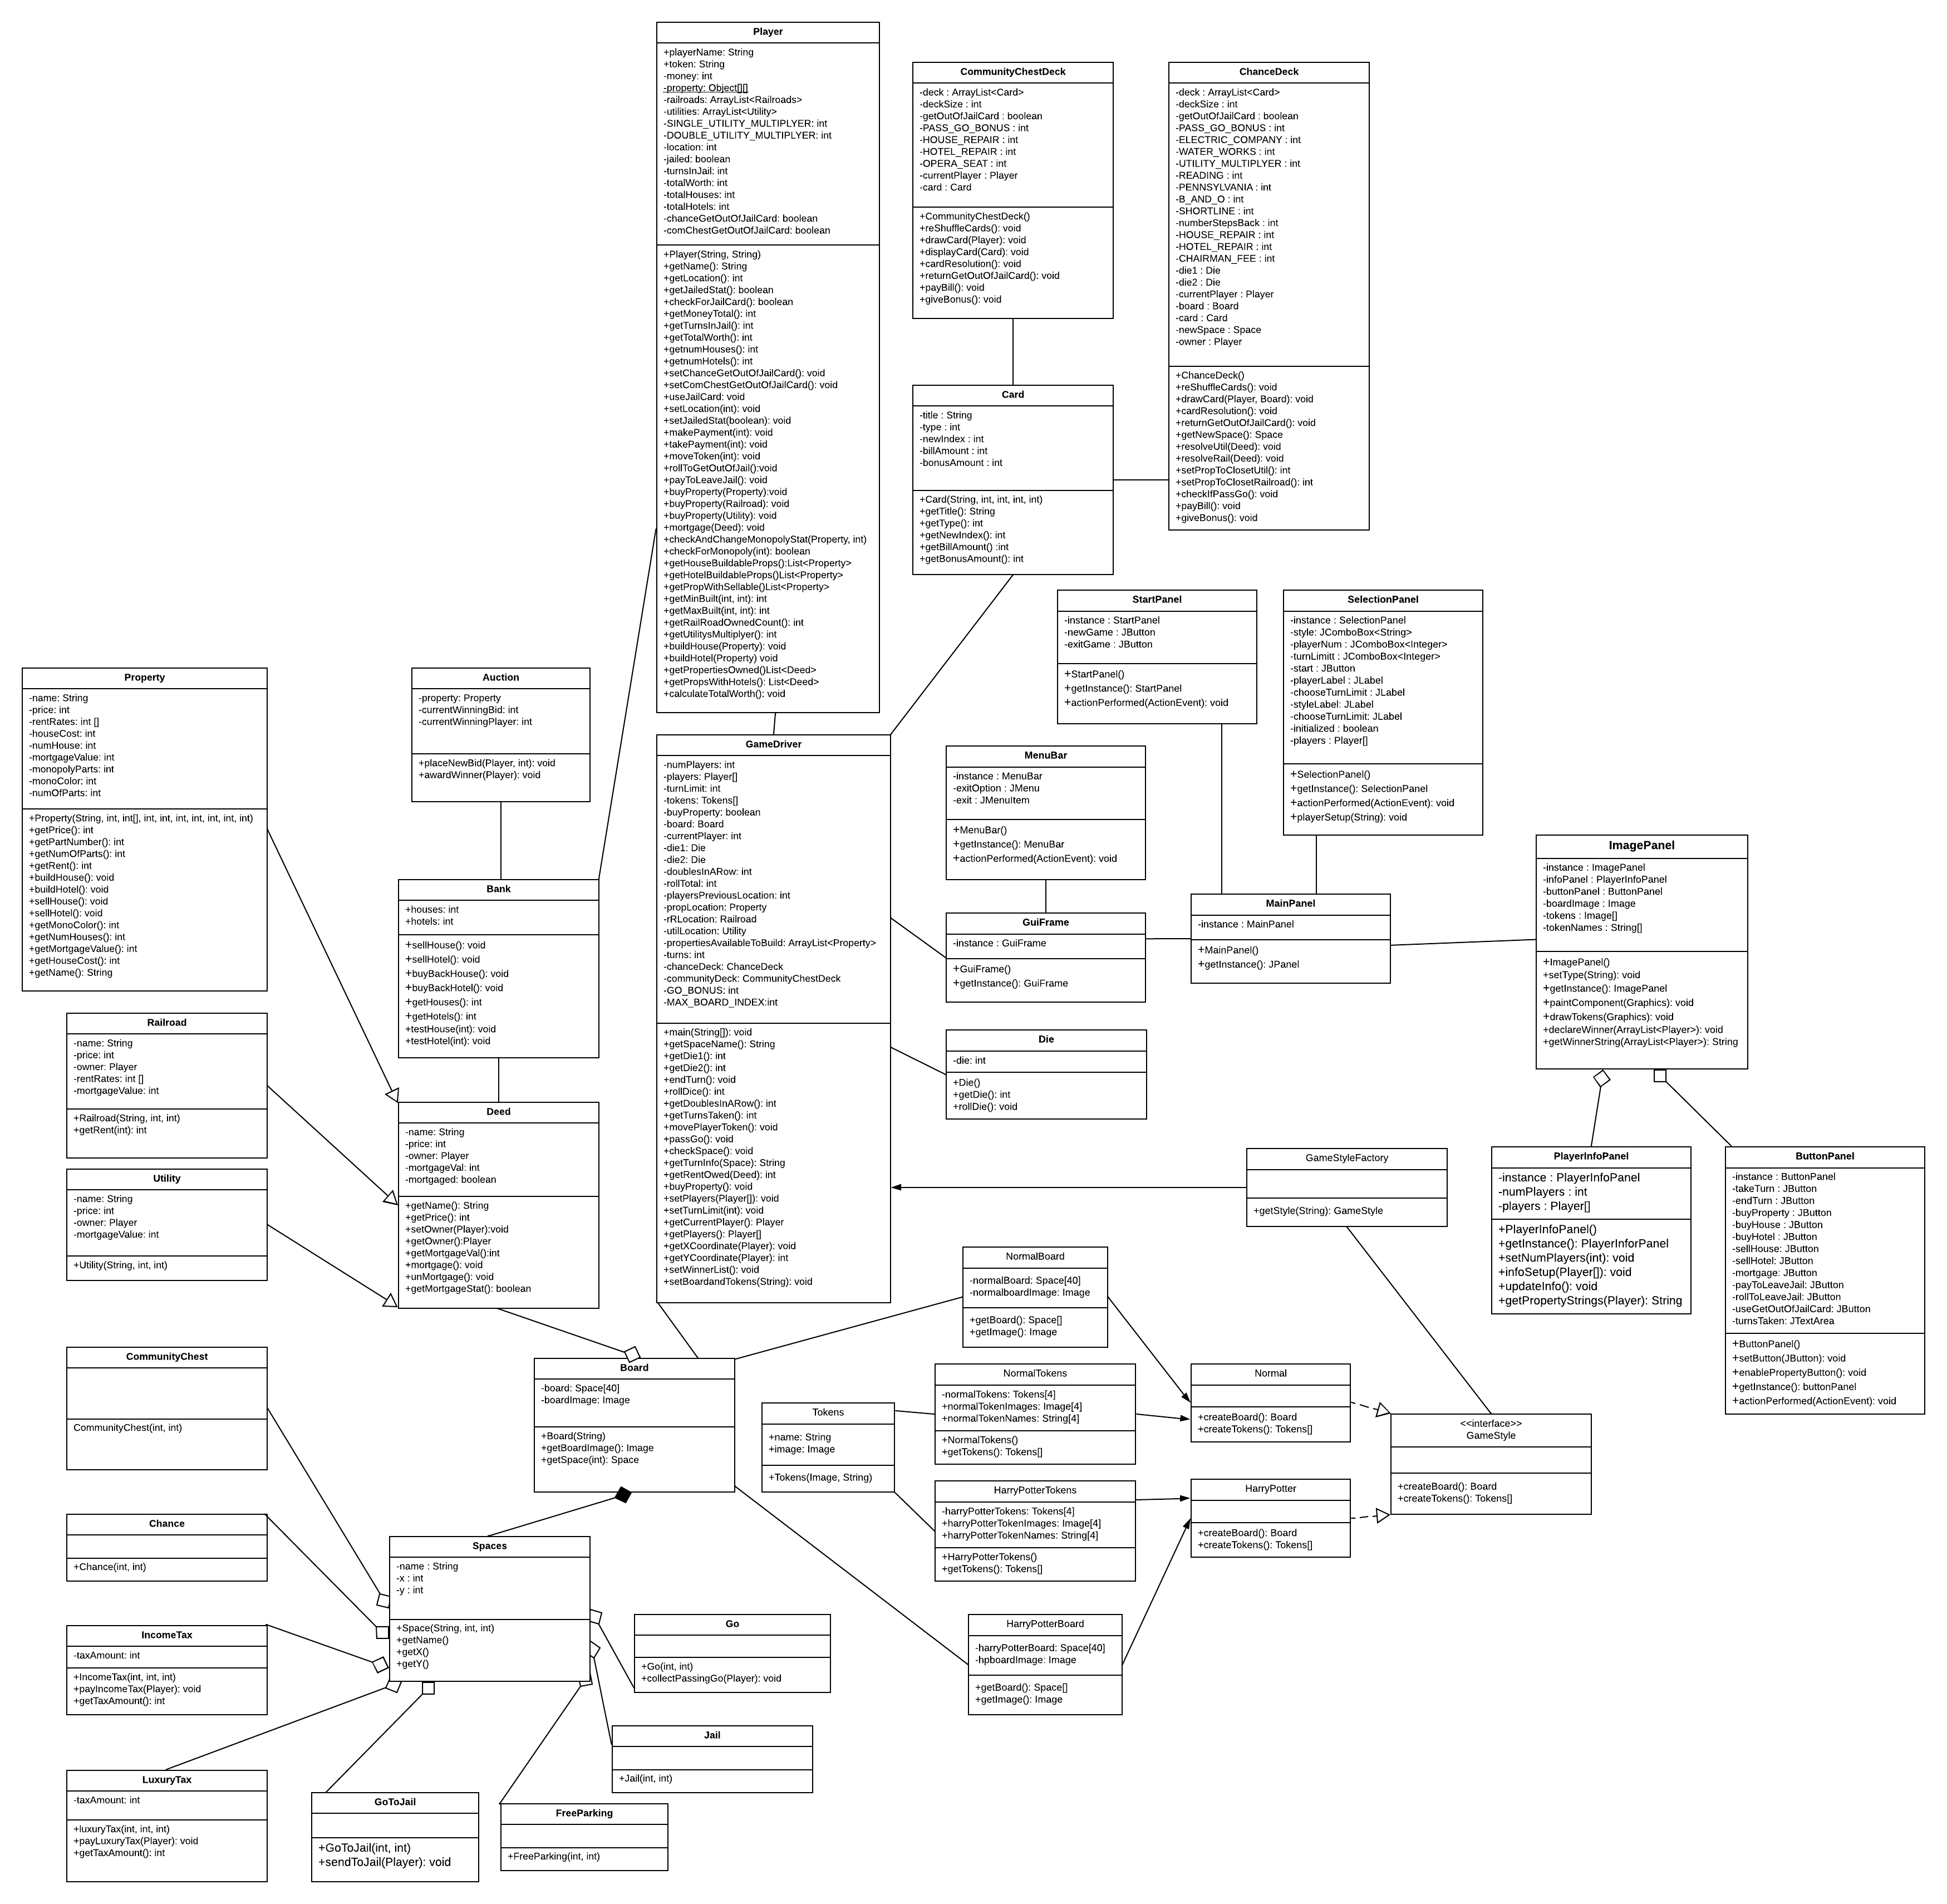 Player
+playerName: String
+token: String
-money: int
-property: Object[][]
-railroads: ArrayList<Railroads>
-utilities: ArrayList<Utility>
-SINGLE_UTILITY_MULTIPLYER: int
-DOUBLE_UTILITY_MULTIPLYER: int
-location: int
-jailed: boolean
-turnsInJail: int
-totalWorth: int
-totalHouses: int
-totalHotels: int
-chanceGetOutOfJailCard: boolean
-comChestGetOutOfJailCard: boolean
+Player(String, String)
+getName(): String
+getLocation(): int
+getJailedStat(): boolean
+checkForJailCard(): boolean
+getMoneyTotal(): int
+getTurnsInJail(): int
+getTotalWorth(): int
+getnumHouses(): int
+getnumHotels(): int
+setChanceGetOutOfJailCard(): void
+setComChestGetOutOfJailCard(): void
+useJailCard: void
+setLocation(int): void
+setJailedStat(boolean): void
+makePayment(int): void
+takePayment(int): void
+moveToken(int): void
+rollToGetOutOfJail():void
+payToLeaveJail(): void
+buyProperty(Property):void
+buyProperty(Railroad): void
+buyProperty(Utility): void
+mortgage(Deed): void
+checkAndChangeMonopolyStat(Property, int)
+checkForMonopoly(int): boolean
+getHouseBuildableProps():List<Property>
+getHotelBuildableProps()List<Property>
+getPropWithSellable()List<Property>
+getMinBuilt(int, int): int
+getMaxBuilt(int, int): int
+getRailRoadOwnedCount(): int
+getUtilitysMultiplyer(): int
+buildHouse(Property): void
+buildHotel(Property) void
+getPropertiesOwned()List<Deed>
+getPropsWithHotels(): List<Deed>
+calculateTotalWorth(): void
CommunityChestDeck
-deck : ArrayList<Card>
-deckSize : int
-getOutOfJailCard : boolean
-PASS_GO_BONUS : int
-HOUSE_REPAIR : int
-HOTEL_REPAIR : int
-OPERA_SEAT : int
-currentPlayer : Player
-card : Card
+CommunityChestDeck()
+reShuffleCards(): void
+drawCard(Player): void
+displayCard(Card): void
+cardResolution(): void
+returnGetOutOfJailCard(): void
+payBill(): void
+giveBonus(): void
ChanceDeck
-deck : ArrayList<Card>
-deckSize : int
-getOutOfJailCard : boolean
-PASS_GO_BONUS : int
-ELECTRIC_COMPANY : int
-WATER_WORKS : int
-UTILITY_MULTIPLYER : int
-READING : int
-PENNSYLVANIA : int
-B_AND_O : int
-SHORTLINE : int
-numberStepsBack : int
-HOUSE_REPAIR : int
-HOTEL_REPAIR : int
-CHAIRMAN_FEE : int
-die1 : Die
-die2 : Die
-currentPlayer : Player
-board : Board
-card : Card
-newSpace : Space
-owner : Player
+ChanceDeck()
+reShuffleCards(): void
+drawCard(Player, Board): void
+cardResolution(): void
+returnGetOutOfJailCard(): void
+getNewSpace(): Space
+resolveUtil(Deed): void
+resolveRail(Deed): void
+setPropToClosetUtil(): int
+setPropToClosetRailroad(): int
+checkIfPassGo(): void
+payBill(): void
+giveBonus(): void
Card
-title : String
-type : int
-newIndex : int
-billAmount : int
-bonusAmount : int
+Card(String, int, int, int, int)
+getTitle(): String
+getType(): int
+getNewIndex(): int
+getBillAmount() :int
+getBonusAmount(): int
StartPanel
-instance : StartPanel
-newGame : JButton
-exitGame : JButton
+StartPanel()
+getInstance(): StartPanel
+actionPerformed(ActionEvent): void
SelectionPanel
-instance : SelectionPanel
-style: JComboBox<String>
-playerNum : JComboBox<Integer>
-turnLimitt : JComboBox<Integer>
-start : JButton
-playerLabel : JLabel
-chooseTurnLimit : JLabel
-styleLabel: JLabel
-chooseTurnLimit: JLabel
-initialized : boolean
-players : Player[]
+SelectionPanel()
+getInstance(): SelectionPanel
+actionPerformed(ActionEvent): void
+playerSetup(String): void
Property
-name: String
-price: int
-rentRates: int []
-houseCost: int
-numHouse: int
-mortgageValue: int
-monopolyParts: int
-monoColor: int
-numOfParts: int
+Property(String, int, int[], int, int, int, int, int, int, int)
+getPrice(): int
+getPartNumber(): int
+getNumOfParts(): int
+getRent(): int
+buildHouse(): void
+buildHotel(): void
+sellHouse(): void
+sellHotel(): void
+getMonoColor(): int
+getNumHouses(): int
+getMortgageValue(): int
+getHouseCost(): int
+getName(): String
Auction
-property: Property
-currentWinningBid: int
-currentWinningPlayer: int
+placeNewBid(Player, int): void
+awardWinner(Player): void
GameDriver
-numPlayers: int
-players: Player[]
-turnLimit: int
-tokens: Tokens[]
-buyProperty: boolean
-board: Board
-currentPlayer: int
-die1: Die
-die2: Die
-doublesInARow: int
-rollTotal: int
-playersPreviousLocation: int
-propLocation: Property
-rRLocation: Railroad
-utilLocation: Utility
-propertiesAvailableToBuild: ArrayList<Property>
-turns: int
-chanceDeck: ChanceDeck
-communityDeck: CommunityChestDeck
-GO_BONUS: int
-MAX_BOARD_INDEX:int
+main(String[]): void
+getSpaceName(): String
+getDie1(): int
+getDie2(): int
+endTurn(): void
+rollDice(): int
+getDoublesInARow(): int
+getTurnsTaken(): int
+movePlayerToken(): void
+passGo(): void
+checkSpace(): void
+getTurnInfo(Space): String
+getRentOwed(Deed): int
+buyProperty(): void
+setPlayers(Player[]): void
+setTurnLimit(int): void
+getCurrentPlayer(): Player
+getPlayers(): Player[]
+getXCoordinate(Player): void
+getYCoordinate(Player): int
+setWinnerList(): void
+setBoardandTokens(String): void
MenuBar
-instance : MenuBar
-exitOption : JMenu
-exit : JMenuItem
+MenuBar()
+getInstance(): MenuBar
+actionPerformed(ActionEvent): void
ImagePanel
-instance : ImagePanel
-infoPanel : PlayerInfoPanel
-buttonPanel : ButtonPanel
-boardImage : Image
-tokens : Image[]
-tokenNames : String[]
+ImagePanel()
+setType(String): void
+getInstance(): ImagePanel
+paintComponent(Graphics): void
+drawTokens(Graphics): void
+declareWinner(ArrayList<Player>): void
+getWinnerString(ArrayList<Player>): String
Bank
+houses: int
+hotels: int
+sellHouse(): void
+sellHotel(): void
+buyBackHouse(): void
+buyBackHotel(): void
+getHouses(): int
+getHotels(): int
+testHouse(int): void
+testHotel(int): void
GuiFrame
-instance : GuiFrame
+GuiFrame()
+getInstance(): GuiFrame
MainPanel
-instance : MainPanel
+MainPanel()
+getInstance(): JPanel
Railroad
-name: String
-price: int
-owner: Player
-rentRates: int []
-mortgageValue: int
+Railroad(String, int, int)
+getRent(int): int
Die
-die: int
+Die()
+getDie(): int
+rollDie(): void
Deed
-name: String
-price: int
-owner: Player
-mortgageVal: int
-mortgaged: boolean
+getName(): String
+getPrice(): int
+setOwner(Player):void
+getOwner():Player
+getMortgageVal():int
+mortgage(): void
+unMortgage(): void
+getMortgageStat(): boolean
Utility
-name: String
-price: int
-owner: Player
-mortgageValue: int
+Utility(String, int, int)
GameStyleFactory
+getStyle(String): GameStyle
PlayerInfoPanel
-instance : PlayerInfoPanel
-numPlayers : int
-players : Player[]
+PlayerInfoPanel()
+getInstance(): PlayerInforPanel
+setNumPlayers(int): void
+infoSetup(Player[]): void
+updateInfo(): void
+getPropertyStrings(Player): String
ButtonPanel
-instance : ButtonPanel
-takeTurn : JButton
-endTurn : JButton
-buyProperty : JButton
-buyHouse : JButton
-buyHotel : JButton
-sellHouse: JButton
-sellHotel: JButton
-mortgage: JButton
-payToLeaveJail : JButton
-rollToLeaveJail : JButton
-useGetOutOfJailCard: JButton
-turnsTaken: JTextArea
+ButtonPanel()
+setButton(JButton): void
+enablePropertyButton(): void
+getInstance(): buttonPanel
+actionPerformed(ActionEvent): void
NormalBoard
-normalBoard: Space[40]
-normalboardImage: Image
+getBoard(): Space[]
+getImage(): Image
CommunityChest
CommunityChest(int, int)
Board
-board: Space[40]
-boardImage: Image
+Board(String)
+getBoardImage(): Image
+getSpace(int): Space
NormalTokens
-normalTokens: Tokens[4]
+normalTokenImages: Image[4]
+normalTokenNames: String[4]
+NormalTokens()
+getTokens(): Tokens[]
Normal
+createBoard(): Board
+createTokens(): Tokens[]
Tokens
+name: String
+image: Image
+Tokens(Image, String)
<<interface>>
GameStyle
+createBoard(): Board
+createTokens(): Tokens[]
HarryPotterTokens
-harryPotterTokens: Tokens[4]
+harryPotterTokenImages: Image[4]
+harryPotterTokenNames: String[4]
+HarryPotterTokens()
+getTokens(): Tokens[]
HarryPotter
+createBoard(): Board
+createTokens(): Tokens[]
Chance
+Chance(int, int)
Spaces
-name : String
-x : int
-y : int
+Space(String, int, int)
+getName()
+getX()
+getY()
IncomeTax
-taxAmount: int
+IncomeTax(int, int, int)
+payIncomeTax(Player): void
+getTaxAmount(): int
Go
+Go(int, int)
+collectPassingGo(Player): void
HarryPotterBoard
-harryPotterBoard: Space[40]
-hpboardImage: Image
+getBoard(): Space[]
+getImage(): Image
Jail
+Jail(int, int)
LuxuryTax
-taxAmount: int
+luxuryTax(int, int, int)
+payLuxuryTax(Player): void
+getTaxAmount(): int
GoToJail
+GoToJail(int, int)
+sendToJail(Player): void
FreeParking
+FreeParking(int, int)